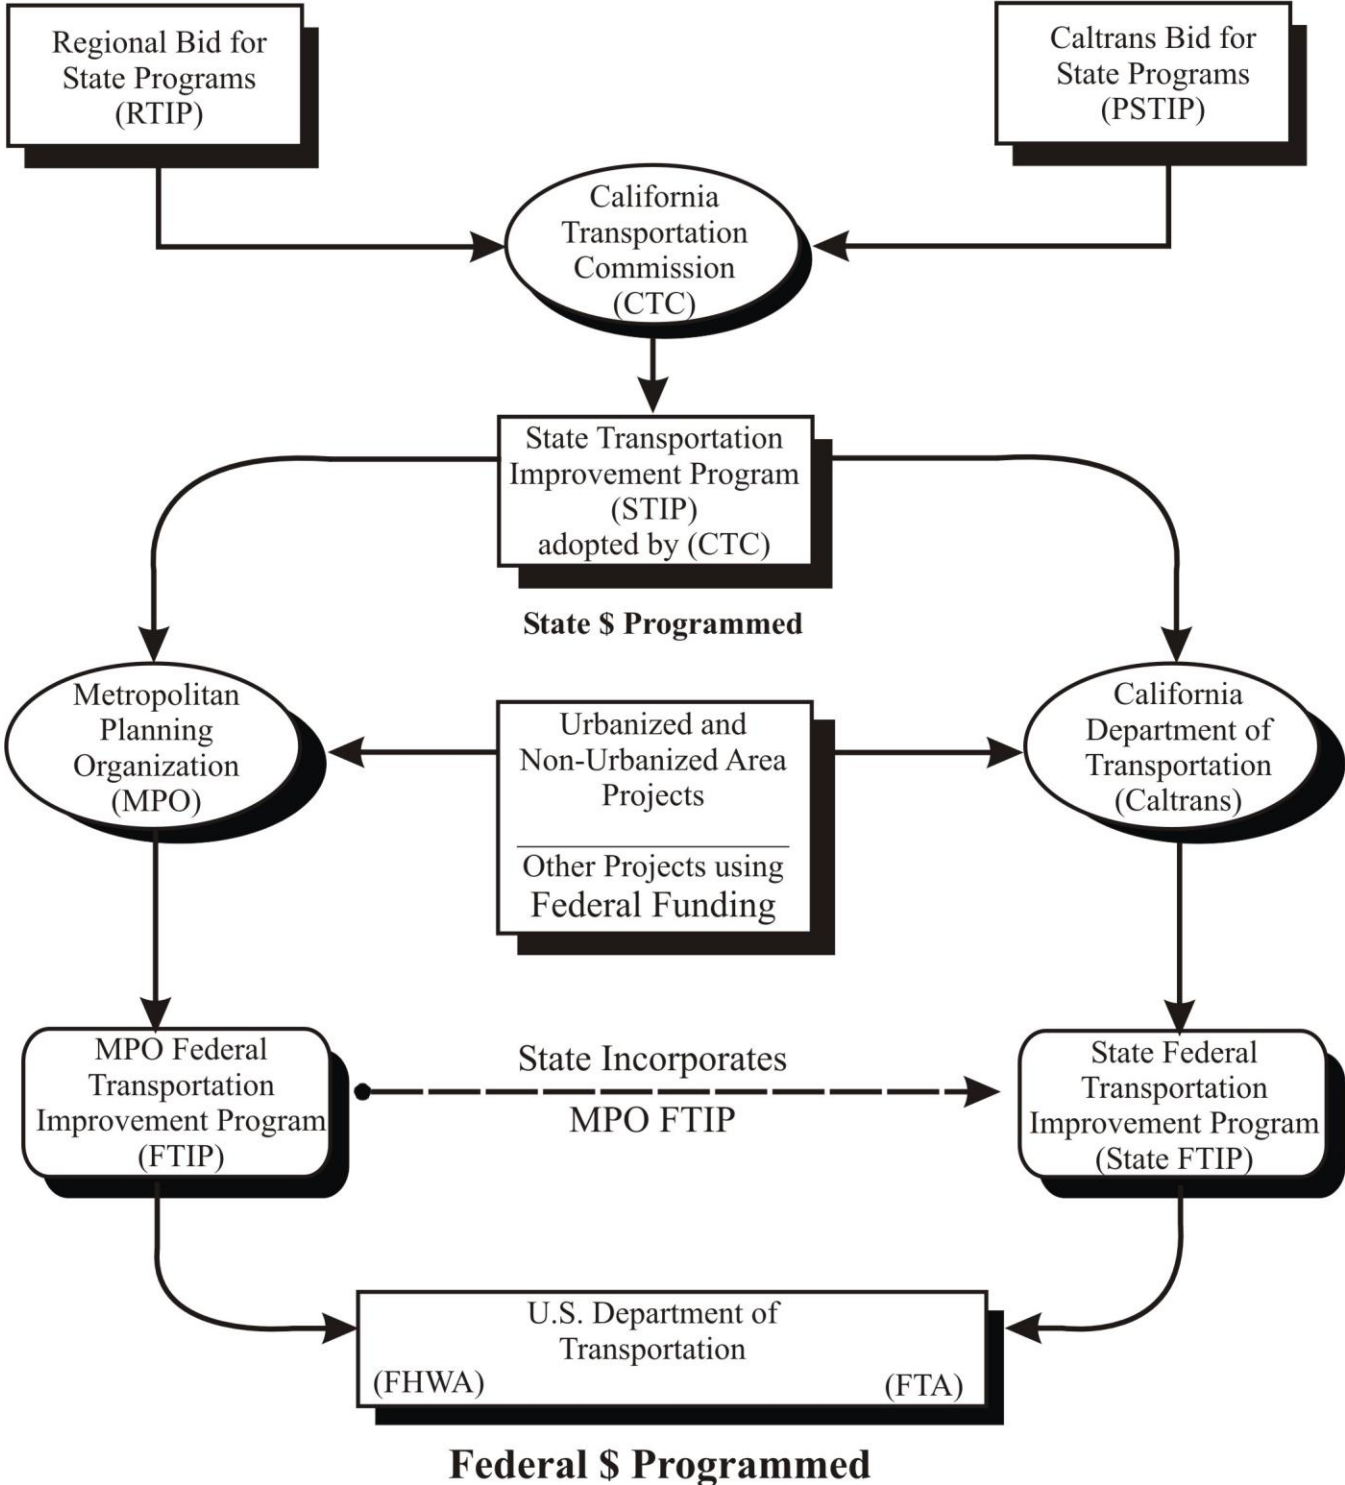 Regional Bid for
State Programs
(RTIP)
Caltrans Bid for
State Programs
(PSTIP)
California
Transportation
Commission
(CTC)
State Transportation
Improvement Program
(STIP)
adopted by (CTC)
State $ Programmed
Metropolitan
Planning
Organization
(MPO)
Urbanized and
Non-Urbanized Area
Projects
Other Projects using
Federal Funding
California
Department of
Transportation
(Caltrans)
MPO Federal
Transportation
Improvement Program
(FTIP)
State Incorporates
MPO FTIP
State Federal
Transportation
Improvement Program
(State FTIP)
U.S. Department of
Transportation
(FHWA)
(FTA)
Federal $ Programmed